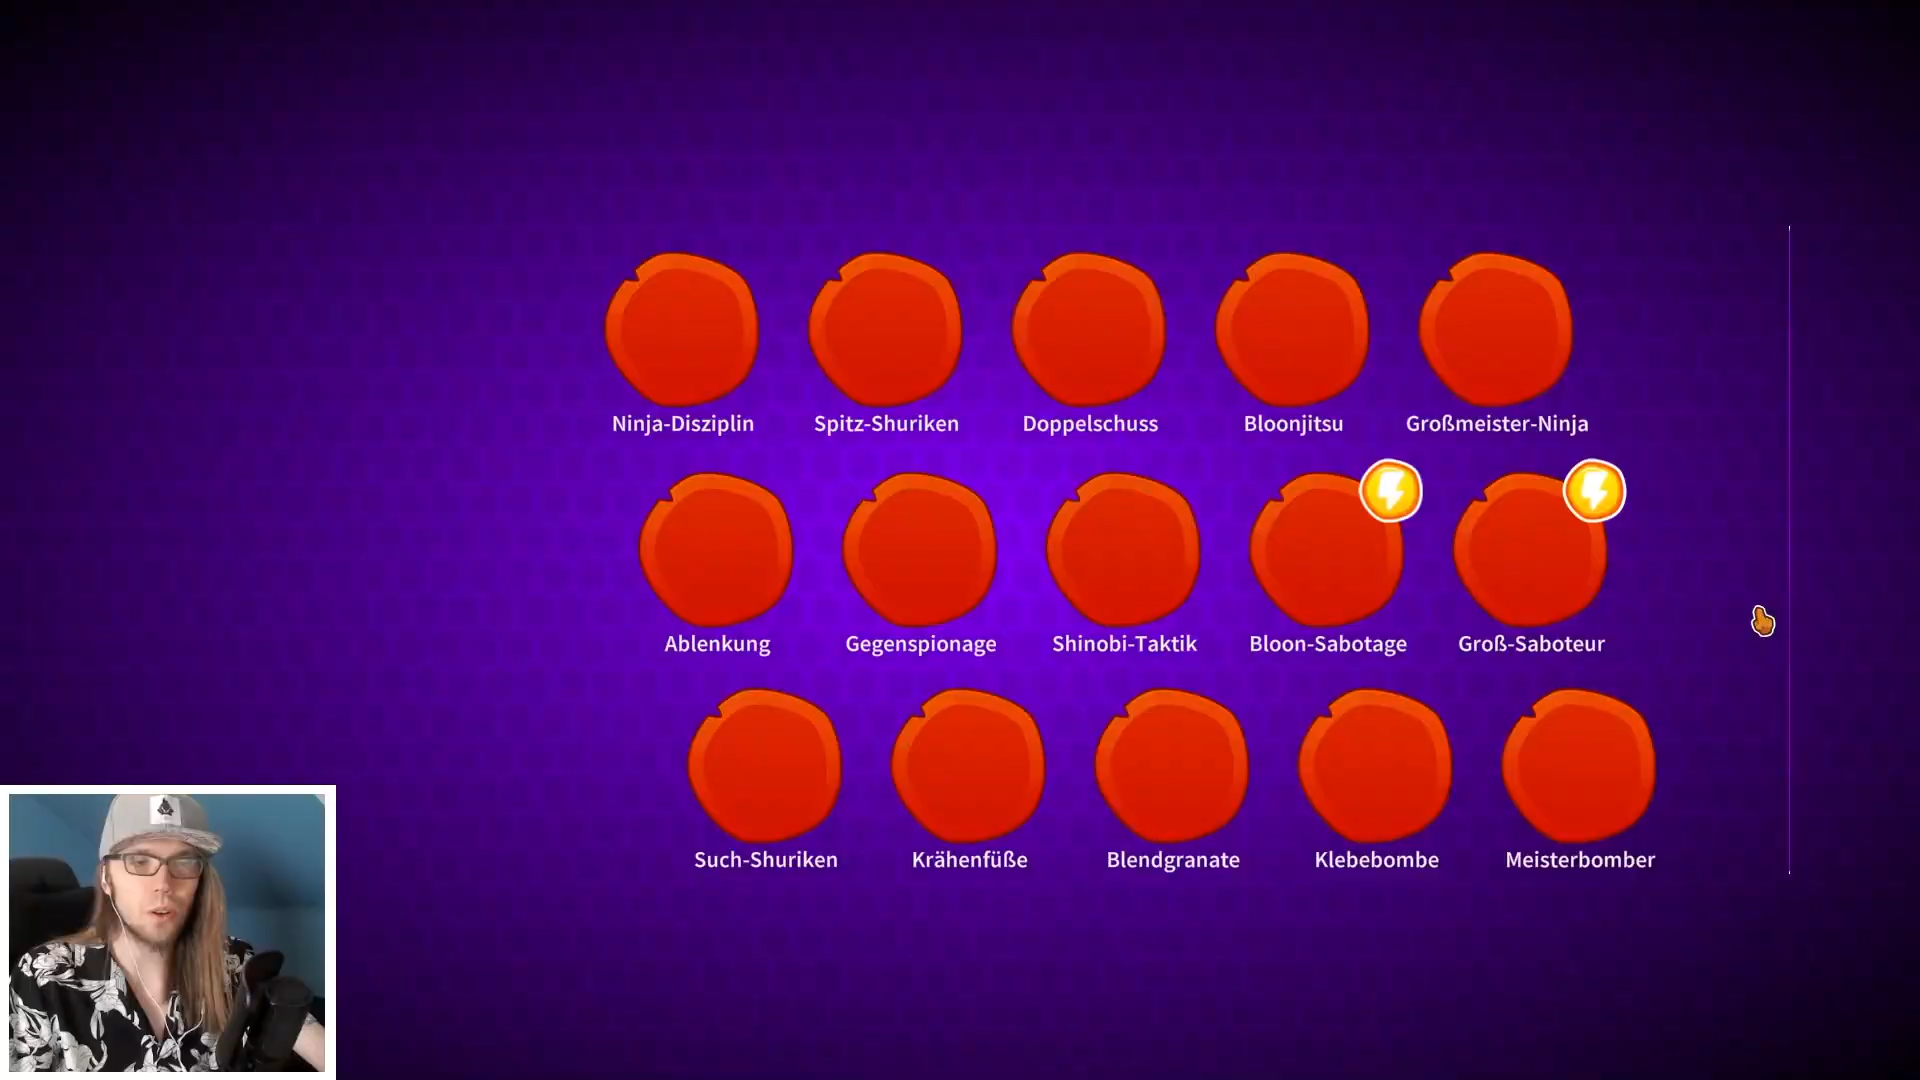 Ninja-Disziplin
Spitz-Shuriken
Doppelschuss
Bloonjitsu
Großmeister-Ninja
Ablenkung
Gegenspionage
Shinobi-Taktik
Bloon-Sabotage
Groß-Saboteur
Such-Shuriken
Krähenfüße
Blendgranate
Klebebombe
Meisterbomber